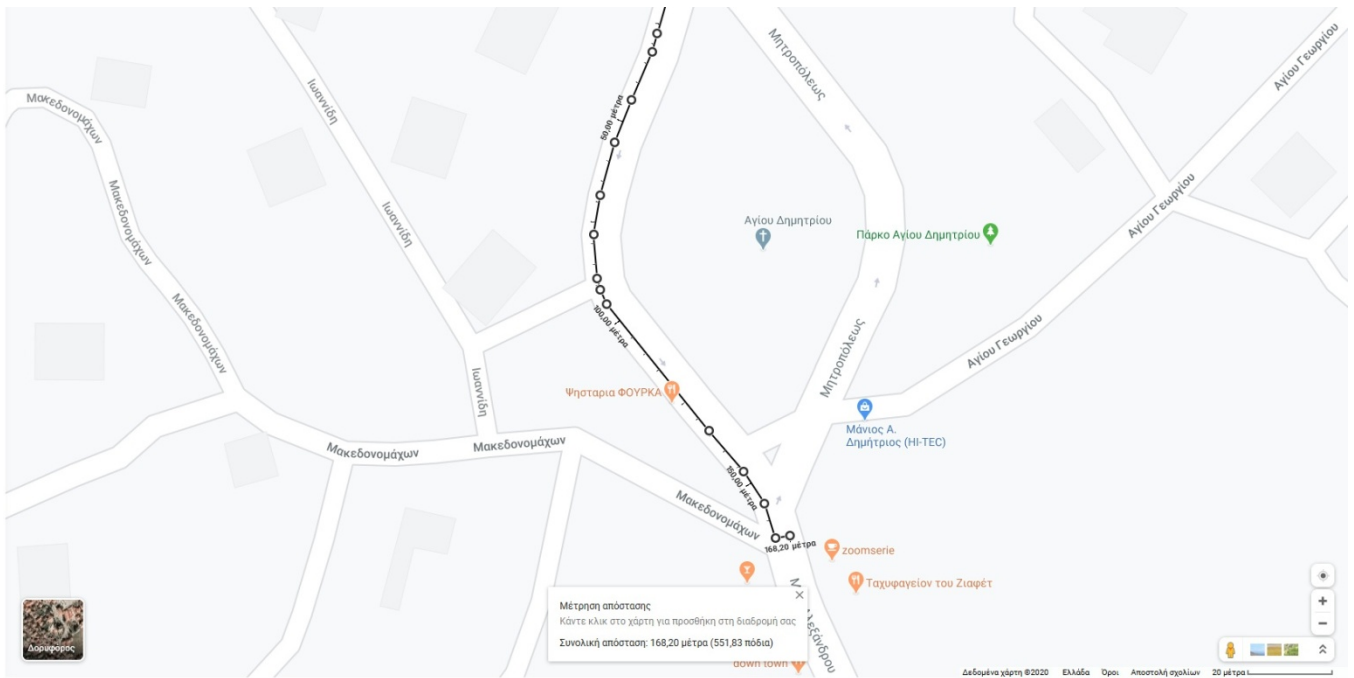 Μητροπόλεως
Αγίου Γεωργίου
Ιωαννίδη
Μακεδονομάχων
50,00 μέτρα
Μακεδονομάχων
Ιωαννίδη
Αγίου Γεωργίου
Αγίου Δημητρίου
Πάρκο Αγίου Δημητρίου
Μακεδονομάχων
100,00 μέτρα
Μητροπόλεως
Αγίου Γεωργίου
Ιωαννίδη
Ψησταρια ΦΟΥΡΚΑ
Μάνιος Α.
Δημήτριος (HI-TEC)
Μακεδονομάχων
Μακεδονομάχων
150,00 μέτρα
Μακεδονομάχων
168,20 μέτρα
zoomserie
Ταχυφαγείον του Ζιαφέτ
Μέτρηση απόστασης
Κάντε κλικ στο χάρτη για προσθήκη στη διαδρομή σας
Συνολική απόσταση: 168,20 μέτρα (551,83 πόδια)
down town
Δορυφόρος
Δεδομένα χάρτη ©2020 Ελλάδα Όροι Αποστολή σχολίων 20 μέτρα